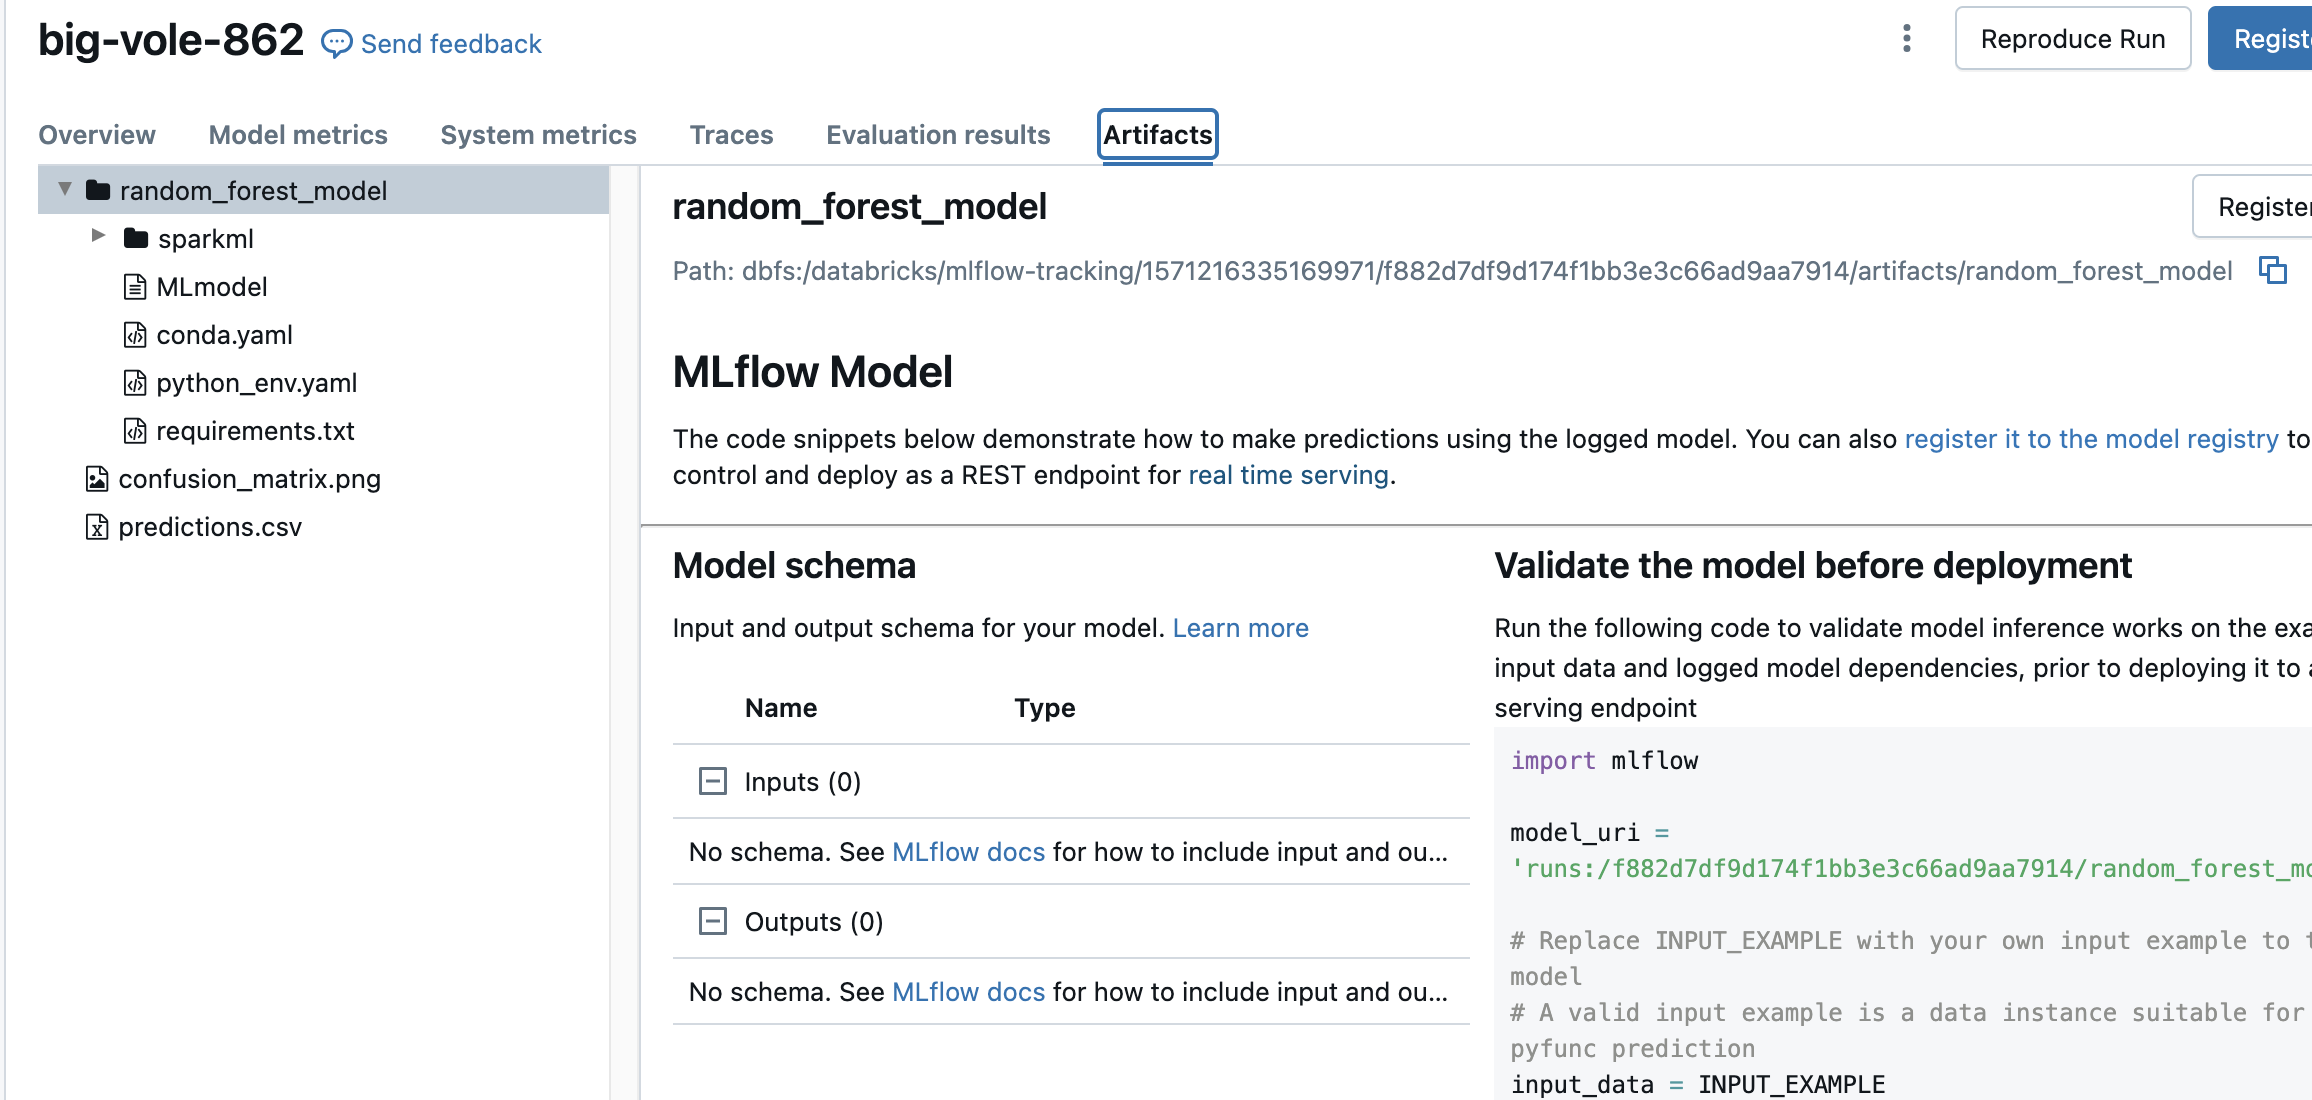 big-vole-862 Send feedback Reproduce Run
Overview Model metrics System metrics Traces Evaluation results Artifacts
random_forest_model
sparkml
MLmodel
conda.yaml
python_env.yaml
requirements.txt
confusion_matrix.png
predictions.csv
random_forest_model
Path: dbfs:/databricks/mlflow-tracking/1571216335169971/f882d7df9d174f1bb3e3c66ad9aa7914/artifacts/random_forest_model
MLflow Model
The code snippets below demonstrate how to make predictions using the logged model. You can also register it to the model registry to
control and deploy as a REST endpoint for real time serving.
Model schema
Input and output schema for your model. Learn more
Name Type
Inputs (0)
No schema. See MLflow docs for how to include input and ou...
Outputs (0)
No schema. See MLflow docs for how to include input and ou...
Validate the model before deployment
Run the following code to validate model inference works on the
input data and logged model dependencies, prior to deploying it to
serving endpoint
import mlflow
model_uri =
'runs:/f882d7df9d174f1bb3e3c66ad9aa7914/random_forest_mo
# Replace INPUT_EXAMPLE with your own input example to
model
# A valid input example is a data instance suitable for
pyfunc prediction
input_data = INPUT_EXAMPLE